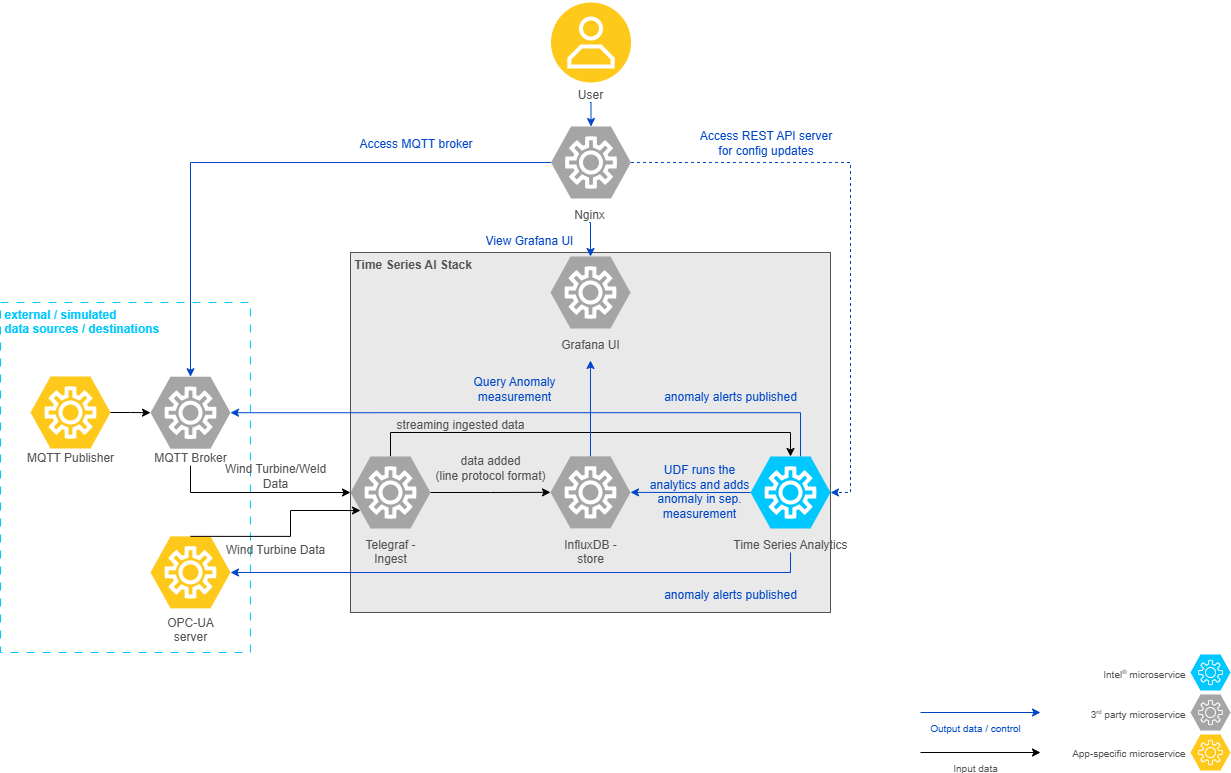 User
Access MQTT broker
Access REST API server
for config updates
Nginx
View Grafana UI
Time Series AI Stack
Grafana UI
external / simulated
data sources / destinations
Query Anomaly
measurement
anomaly alerts published
streaming ingested data
MQTT Publisher
MQTT Broker
Wind Turbine/Weld
Data
data added
(line protocol format)
UDF runs the
analytics and adds
anomaly in sep.
measurement
Wind Turbine Data
Telegraf -
Ingest
InfluxDB -
store
Time Series Analytics
anomaly alerts published
OPC-UA
server
Intel® microservice
3rd party microservice
Output data / control
App-specific microservice
Input data